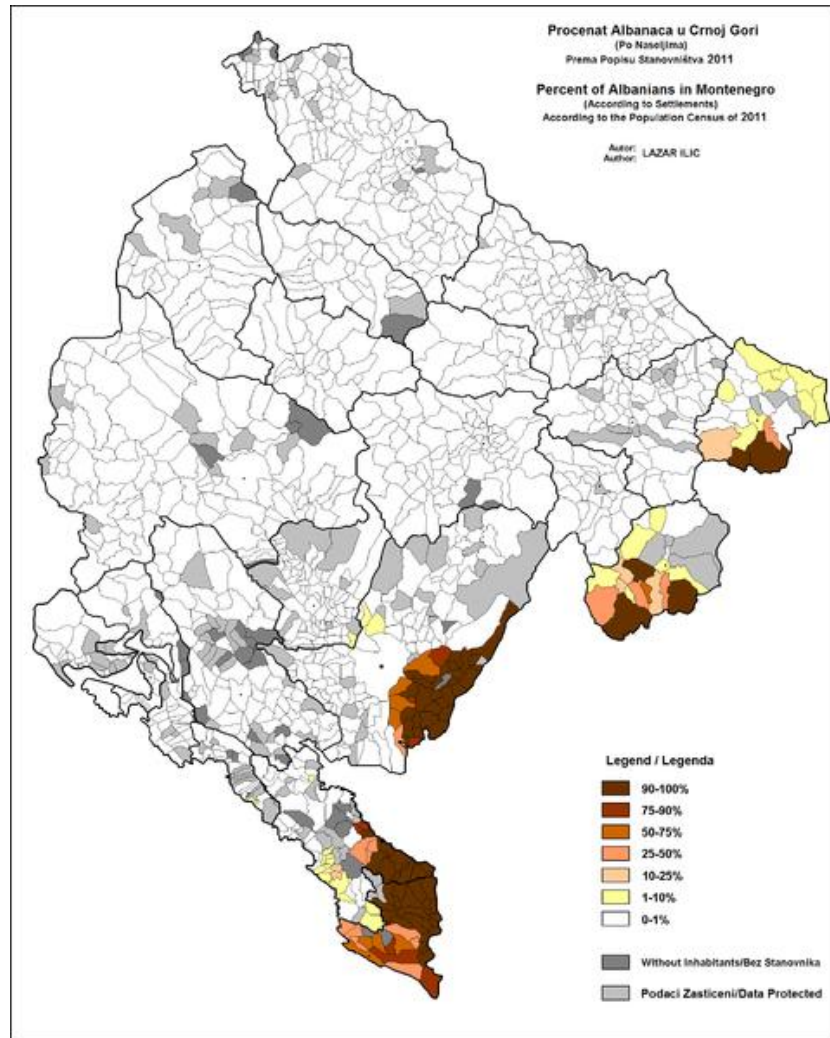 Procenat Albanaca u Crnoj Gori
(Po Naseljima)
Prema Popisu Stanovništva 2011
Percent of Albanians in Montenegro
(According to Settlements)
According to the Population Census of 2011
Autor:
Author: LAZAR ILIC
Legend / Legenda
90-100%
75-90%
50-75%
25-50%
10-25%
1-10%
0-1%
Without Inhabitants/Bez Stanovnika
Podaci Zasticeni/Data Protected